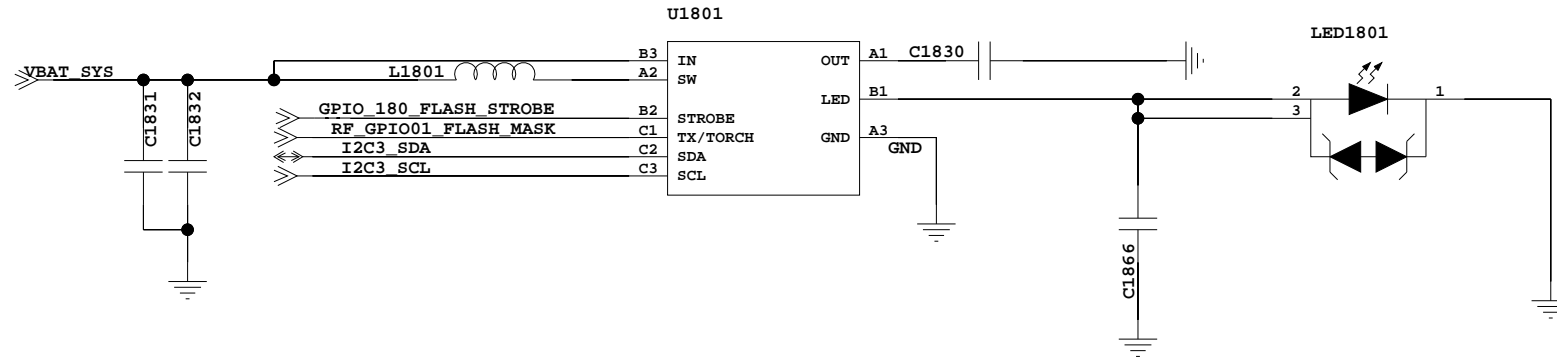 U1801
LED1801
VBAT_SYS
C1831
C1832
L1801
B3 IN
A2 SW
GPIO_180_FLASH_STROBE B2 STROBE
RF_GPIO01_FLASH_MASK C1 TX/TORCH
I2C3_SDA C2 SDA
I2C3_SCL C3 SCL
OUT A1 C1830
LED B1
GND A3 GND
2
3
1
C1866